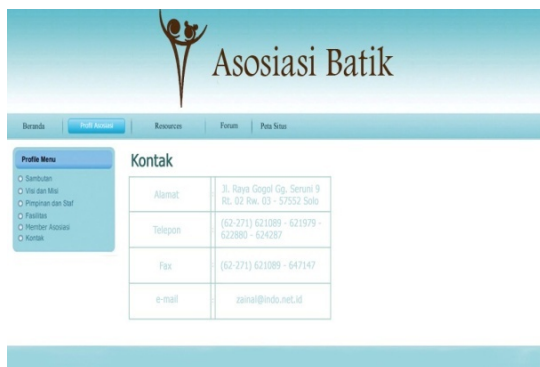 Asosiasi Batik
Beranda
Profil Asosiasi
Resources
Forum
Peta Situs
Profile Menu
Sambutan
Visi dan Misi
Pimpinan dan Staf
Fasilitas
Member Asosiasi
Kontak
Kontak
Alamat : Jl. Raya Gogol Gg. Seruni 9
Rt. 02 Rw. 03 - 57552 Solo
Telepon : (62-271) 621089 - 621979 -
622880 - 624287
Fax : (62-271) 621089 - 647147
e-mail : zainal@indo.net.id